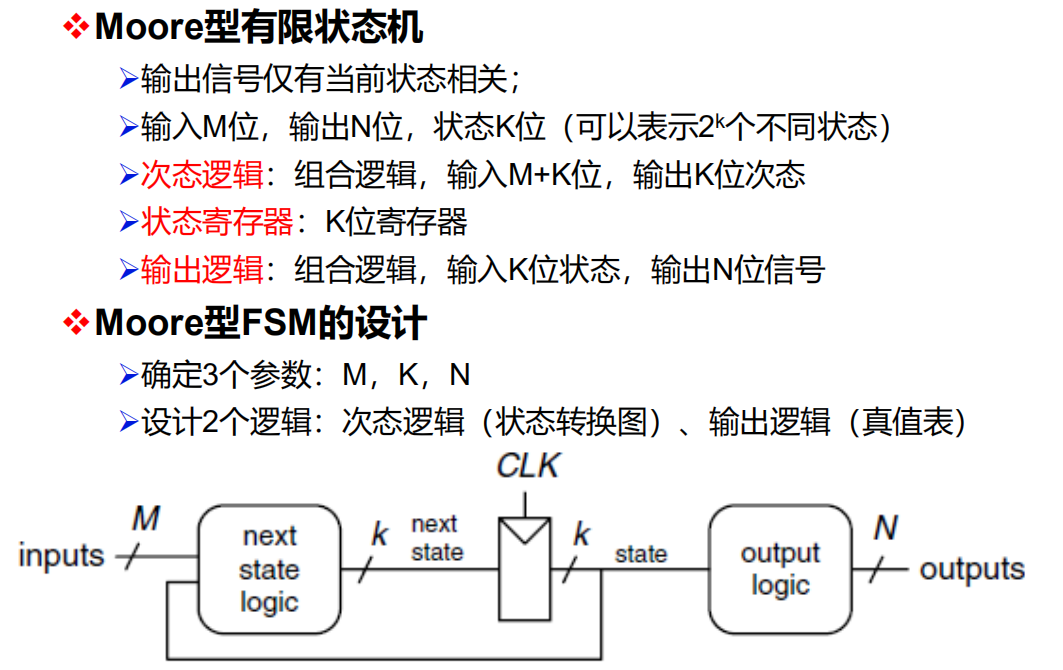 ❖Moore型有限状态机
➢输出信号仅有当前状态相关；
➢输入M位，输出N位，状态K位（可以表示2ᵏ个不同状态）
➢次态逻辑：组合逻辑，输入M+K位，输出K位次态
➢状态寄存器：K位寄存器
➢输出逻辑：组合逻辑，输入K位状态，输出N位信号
❖Moore型FSM的设计
➢确定3个参数：M，K，N
➢设计2个逻辑：次态逻辑（状态转换图）、输出逻辑（真值表）
CLK
M
next
k
k
N
inputs
next
state
logic
state
state
output
logic
outputs